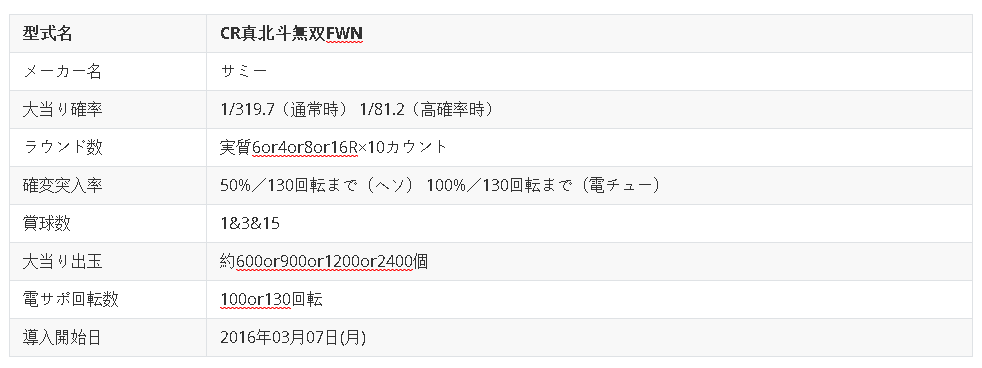 型式名 CR真北斗無双FWN
メーカー名 サミー
大当り確率 1/319.7（通常時） 1/81.2（高確率時）
ラウンド数 実質6or4or8or16R×10カウント
確変突入率 50%／130回転まで（ヘソ） 100%／130回転まで（電チュー）
賞球数 1&3&15
大当り出玉 約600or900or1200or2400個
電サポ回転数 100or130回転
導入開始日 2016年03月07日(月)